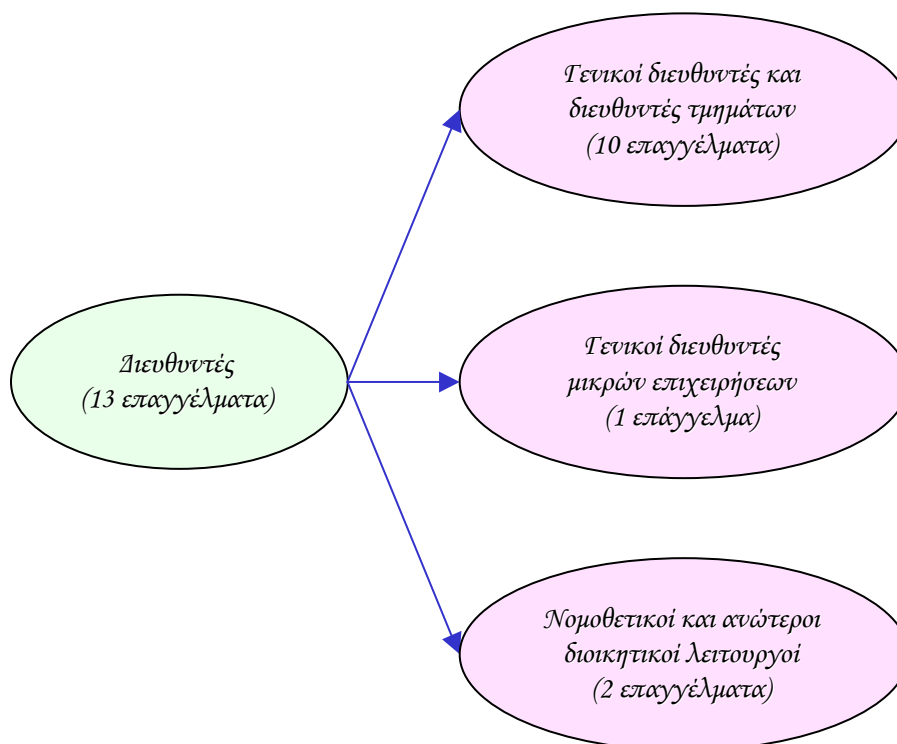 Γενικοί διευθυντές και
διευθυντές τμημάτων
(10 επαγγέλματα)
Διευθυντές
(13 επαγγέλματα)
Γενικοί διευθυντές
μικρών επιχειρήσεων
(1 επάγγελμα)
Νομοθετικοί και ανώτεροι
διοικητικοί λειτουργοί
(2 επαγγέλματα)